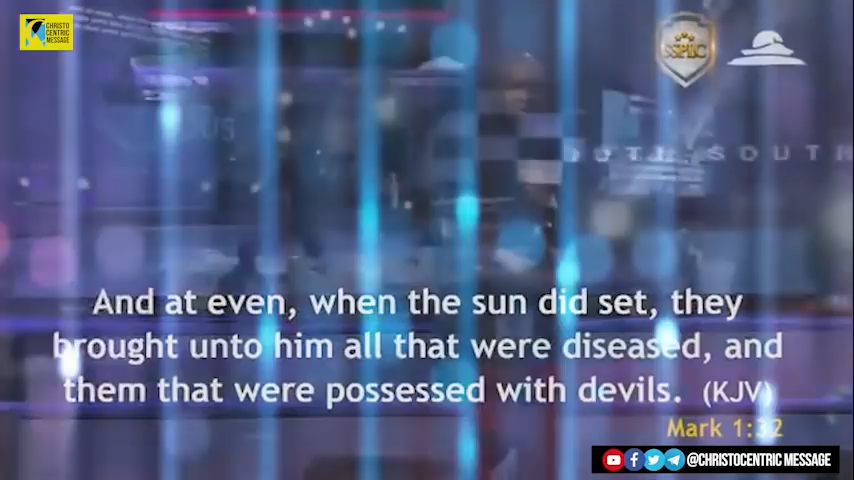 CHRISTO
CENTRIC
MESSAGE
SSPIIC
And at even, when the sun did set, they
brought unto him all that were diseased, and
them that were possessed with devils. (KJV)
Mark 1:32
@CHRISTOCENTRIC MESSAGE